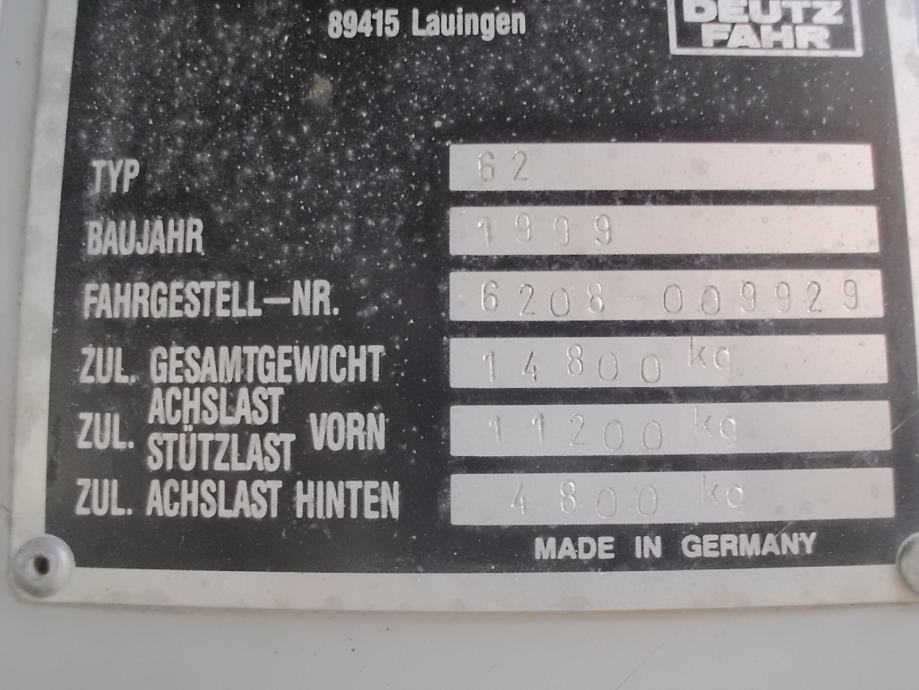 89415 Lauingen
DEUTZ
FAHR
TYP 62
BAUJAHR 1999
FAHRGESTELL-NR. 6208-009929
ZUL. GESAMTGEWICHT 14800 kg
ZUL. ACHSLAST STÜTZLAST VORN 11200 kg
ZUL. ACHSLAST HINTEN 4800 kg
MADE IN GERMANY